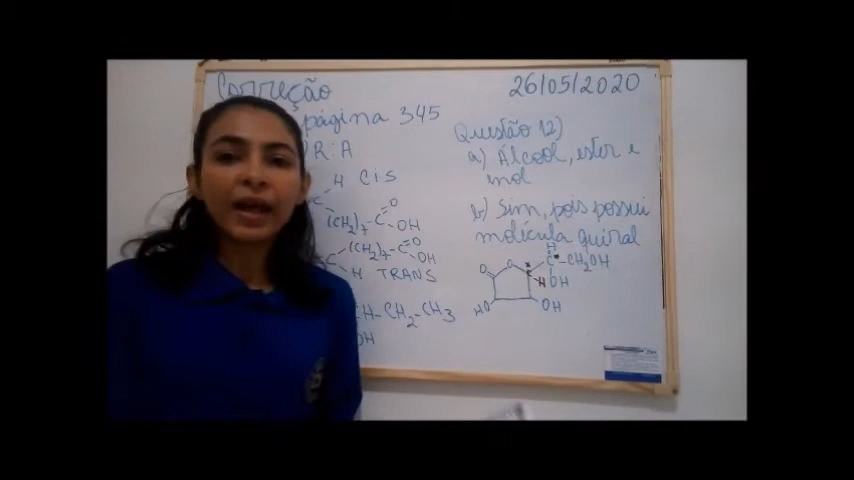 Correção
26/05/2020
página 345
R: A
H CIS
(CH2)7-C=O
OH
(CH2)7-C=O
OH
C
H TRANS
CH-CH2-CH3
OH
Questão 12)
a) Álcool, ester e
enol
b) Sim, pois possui
molécula quiral
H
O O * C * -CH2OH
H OH
HO OH